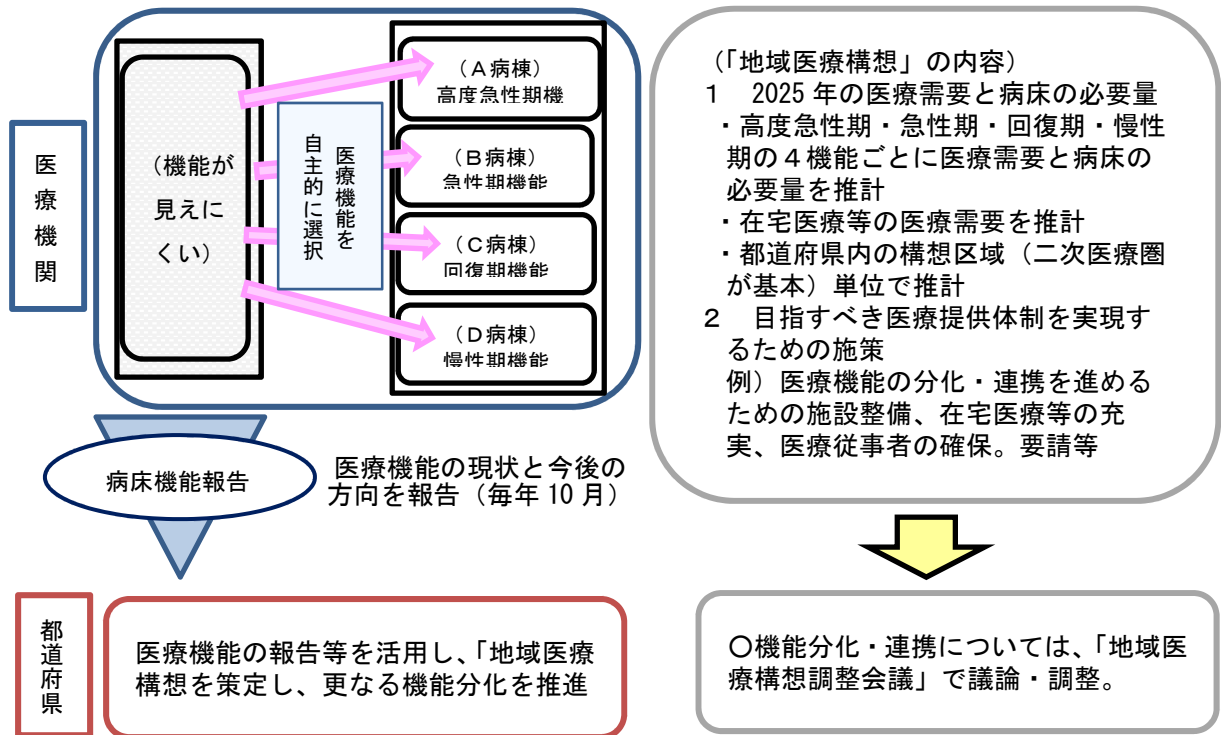 医療機関
(機能が
見えに
くい)
医療機能を
自主的に選択
(A病棟)
高度急性期機
(B病棟)
急性期機能
(C病棟)
回復期機能
(D病棟)
慢性期機能
病床機能報告
医療機能の現状と今後の
方向を報告(毎年10月)
都道府県
医療機能の報告等を活用し、「地域医療
構想を策定し、更なる機能分化を推進
(「地域医療構想」の内容)
1 2025年の医療需要と病床の必要量
・高度急性期・急性期・回復期・慢性
期の4機能ごとに医療需要と病床の
必要量を推計
・在宅医療等の医療需要を推計
・都道府県内の構想区域(二次医療圏
が基本)単位で推計
2 目指すべき医療提供体制を実現す
るための施策
例)医療機能の分化・連携を進める
ための施設整備、在宅医療等の充
実、医療従事者の確保。要請等
〇機能分化・連携については、「地域医
療構想調整会議」で議論・調整。